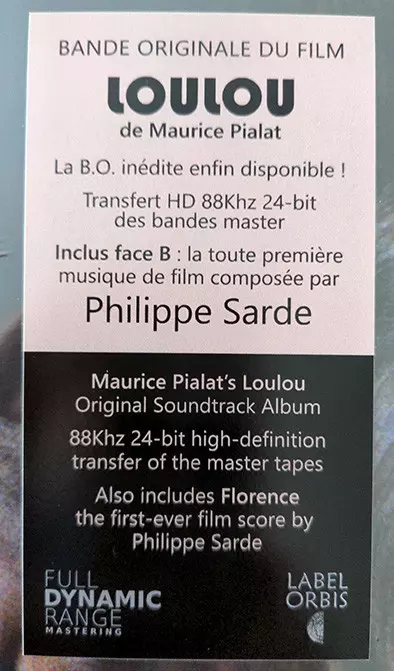 BANDE ORIGINALE DU FILM
LOULOU
de Maurice Pialat
La B.O. inédite enfin disponible !
Transfert HD 88Khz 24-bit
des bandes master
Inclus face B : la toute première
musique de film composée par
Philippe Sarde
Maurice Pialat's Loulou
Original Soundtrack Album
88Khz 24-bit high-definition
transfer of the master tapes
Also includes Florence
the first-ever film score by
Philippe Sarde
FULL
DYNAMIC
RANGE
MASTERING
LABEL
ORBIS